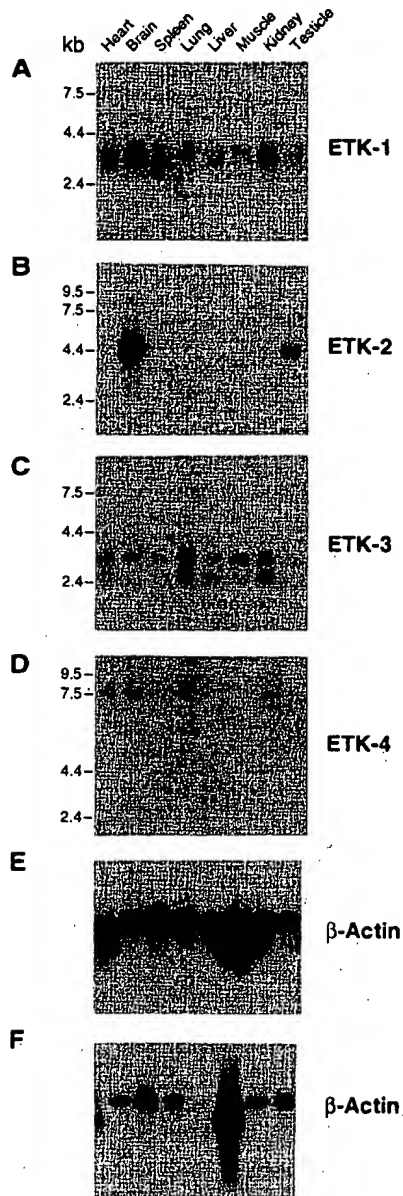 kb Heart Brain Spleen Lung Liver Muscle Kidney Testicle
A
7.5-
4.4-
2.4-
ETK-1
B
9.5-
7.5-
4.4-
2.4-
ETK-2
C
7.5-
4.4-
2.4-
ETK-3
D
9.5-
7.5-
4.4-
2.4-
ETK-4
E
β-Actin
F
β-Actin